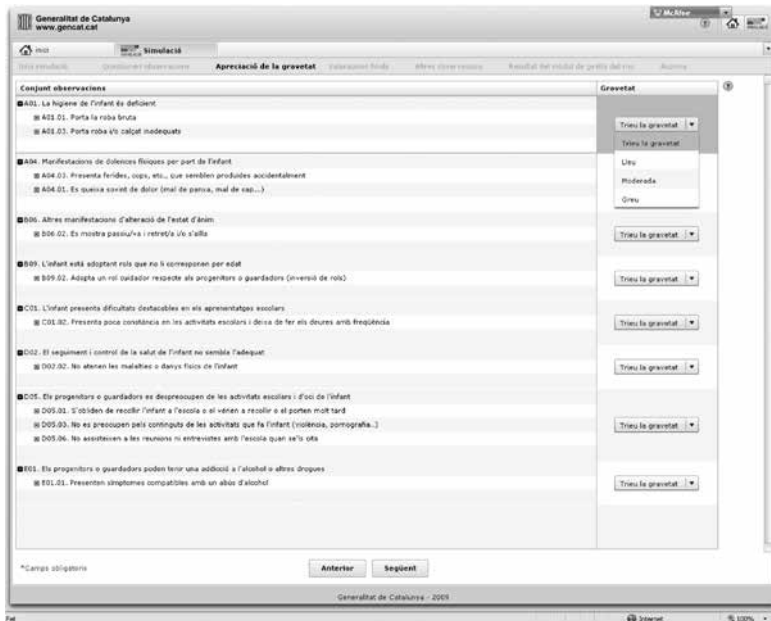 McAfee
Generalitat de Catalunya
www.gencat.cat
Inici
Simulació
Apreciació de la gravetat
Altres observacions
Resultat del mòdul de gestió del risc
Conjunt observacions
Gravetat
A01. La higiene de l'infant és deficient
A01.01. Porta la roba bruta
Trieu la gravetat
A01.03. Porta roba i/o calçat inadequats
Trieu la gravetat
Lleu
Moderada
Greu
A04. Manifestacions de dolences físiques per part de l'infant
A04.03. Presenta ferides, cops, etc., que semblen produïdes accidentalment
A04.01. Es queixa sovint de dolor (mal de panxa, mal de cap...)
B06. Altres manifestacions d'alteració de l'estat d'ànim
B06.02. Es mostra passiu/va i retret/a i/o s'aïlla
Trieu la gravetat
B09. L'infant està adoptant rols que no li corresponen per edat
B09.02. Adopta un rol cuidador respecte als progenitors o guardadors (inversió de rols)
Trieu la gravetat
C01. L'infant presenta dificultats destacables en els aprenentatges escolars
C01.02. Presenta poca constància en les activitats escolars i deixa de fer els deures amb freqüència
Trieu la gravetat
D02. El seguiment i control de la salut de l'infant no sembla l'adequat
D02.02. No atenen les malalties o danys físics de l'infant
Trieu la gravetat
D05. Els progenitors o guardadors es despreocupen de les activitats escolars i d'oci de l'infant
D05.01. S'obliden de recollir l'infant a l'escola o el vénen a recollir o el porten molt tard
D05.03. No es preocupen pels continguts de les activitats que fa l'infant (violència, pornografia..)
Trieu la gravetat
D05.06. No assisteixen a les reunions ni entrevistes amb l'escola quan se'ls cita
E01. Els progenitors o guardadors poden tenir una addicció a l'alcohol o altres drogues
E01.01. Presenten símptomes compatibles amb un abús d'alcohol
Trieu la gravetat
*Camps obligatoris
Anterior
Següent
Generalitat de Catalunya - 2009
Internet
100%